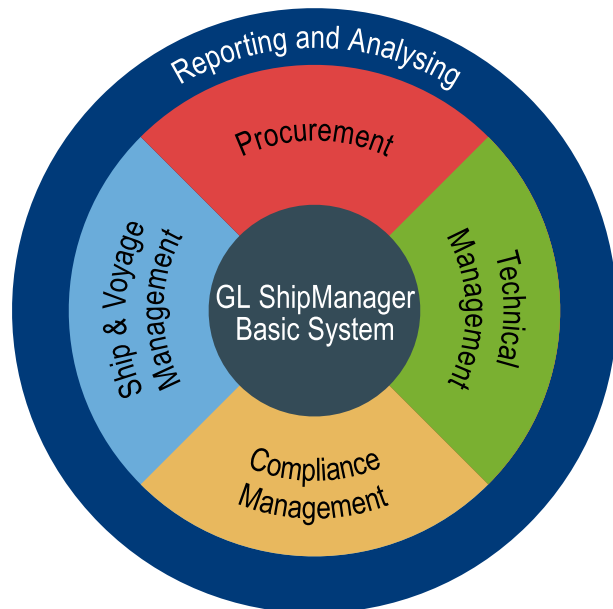 Reporting and Analysing
Procurement
Ship & Voyage
Management
GL ShipManager
Basic System
Technical
Management
Compliance
Management